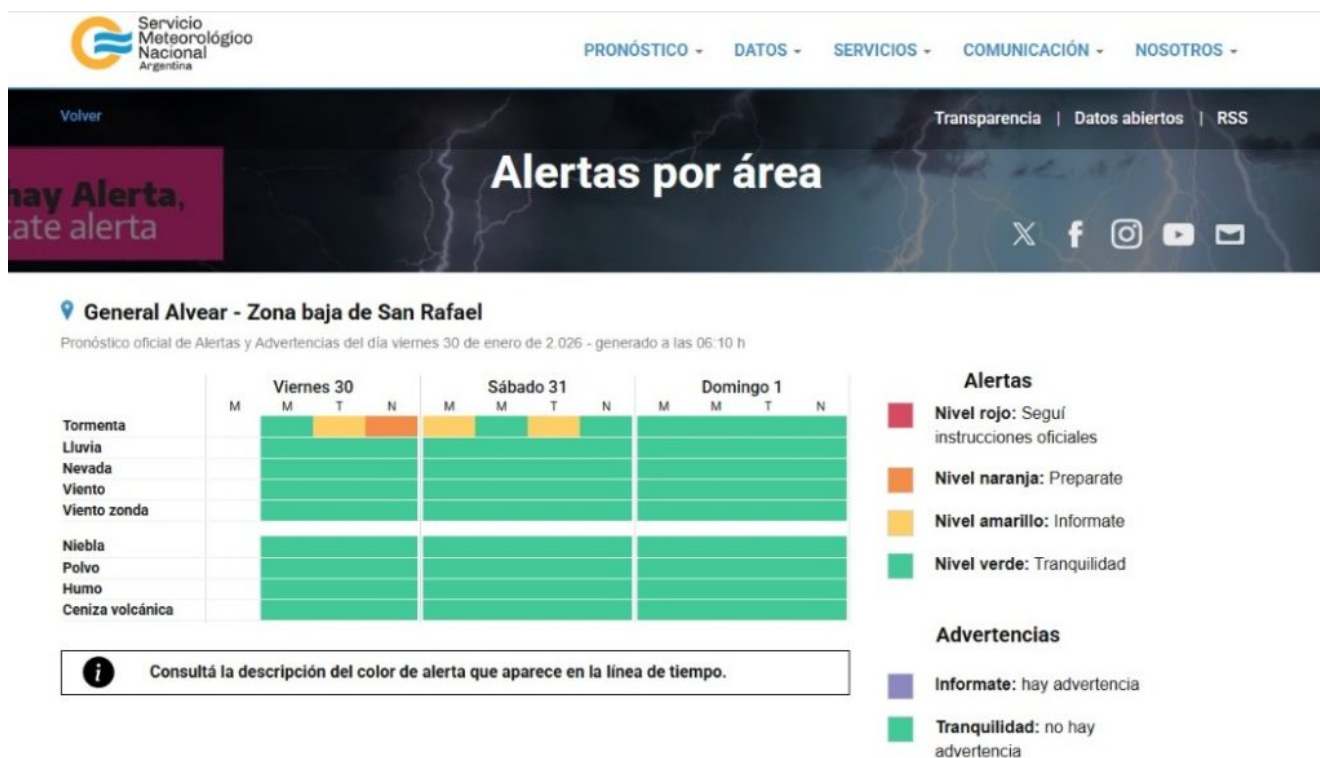 Servicio
Meteorológico
Nacional
Argentina
PRONÓSTICO DATOS SERVICIOS COMUNICACIÓN NOSOTROS
Volver
Transparencia | Datos abiertos | RSS
Alertas por área
hay Alerta,
tate alerta
General Alvear - Zona baja de San Rafael
Pronóstico oficial de Alertas y Advertencias del día viernes 30 de enero de 2.026 - generado a las 06:10 h
Viernes 30 Sábado 31 Domingo 1
M M T N M M T N M M T N
Tormenta
Lluvia
Nevada
Viento
Viento zonda
Niebla
Polvo
Humo
Ceniza volcánica
Consultá la descripción del color de alerta que aparece en la línea de tiempo.
Alertas
Nivel rojo: Seguí
instrucciones oficiales
Nivel naranja: Preparate
Nivel amarillo: Informate
Nivel verde: Tranquilidad
Advertencias
Informate: hay advertencia
Tranquilidad: no hay
advertencia